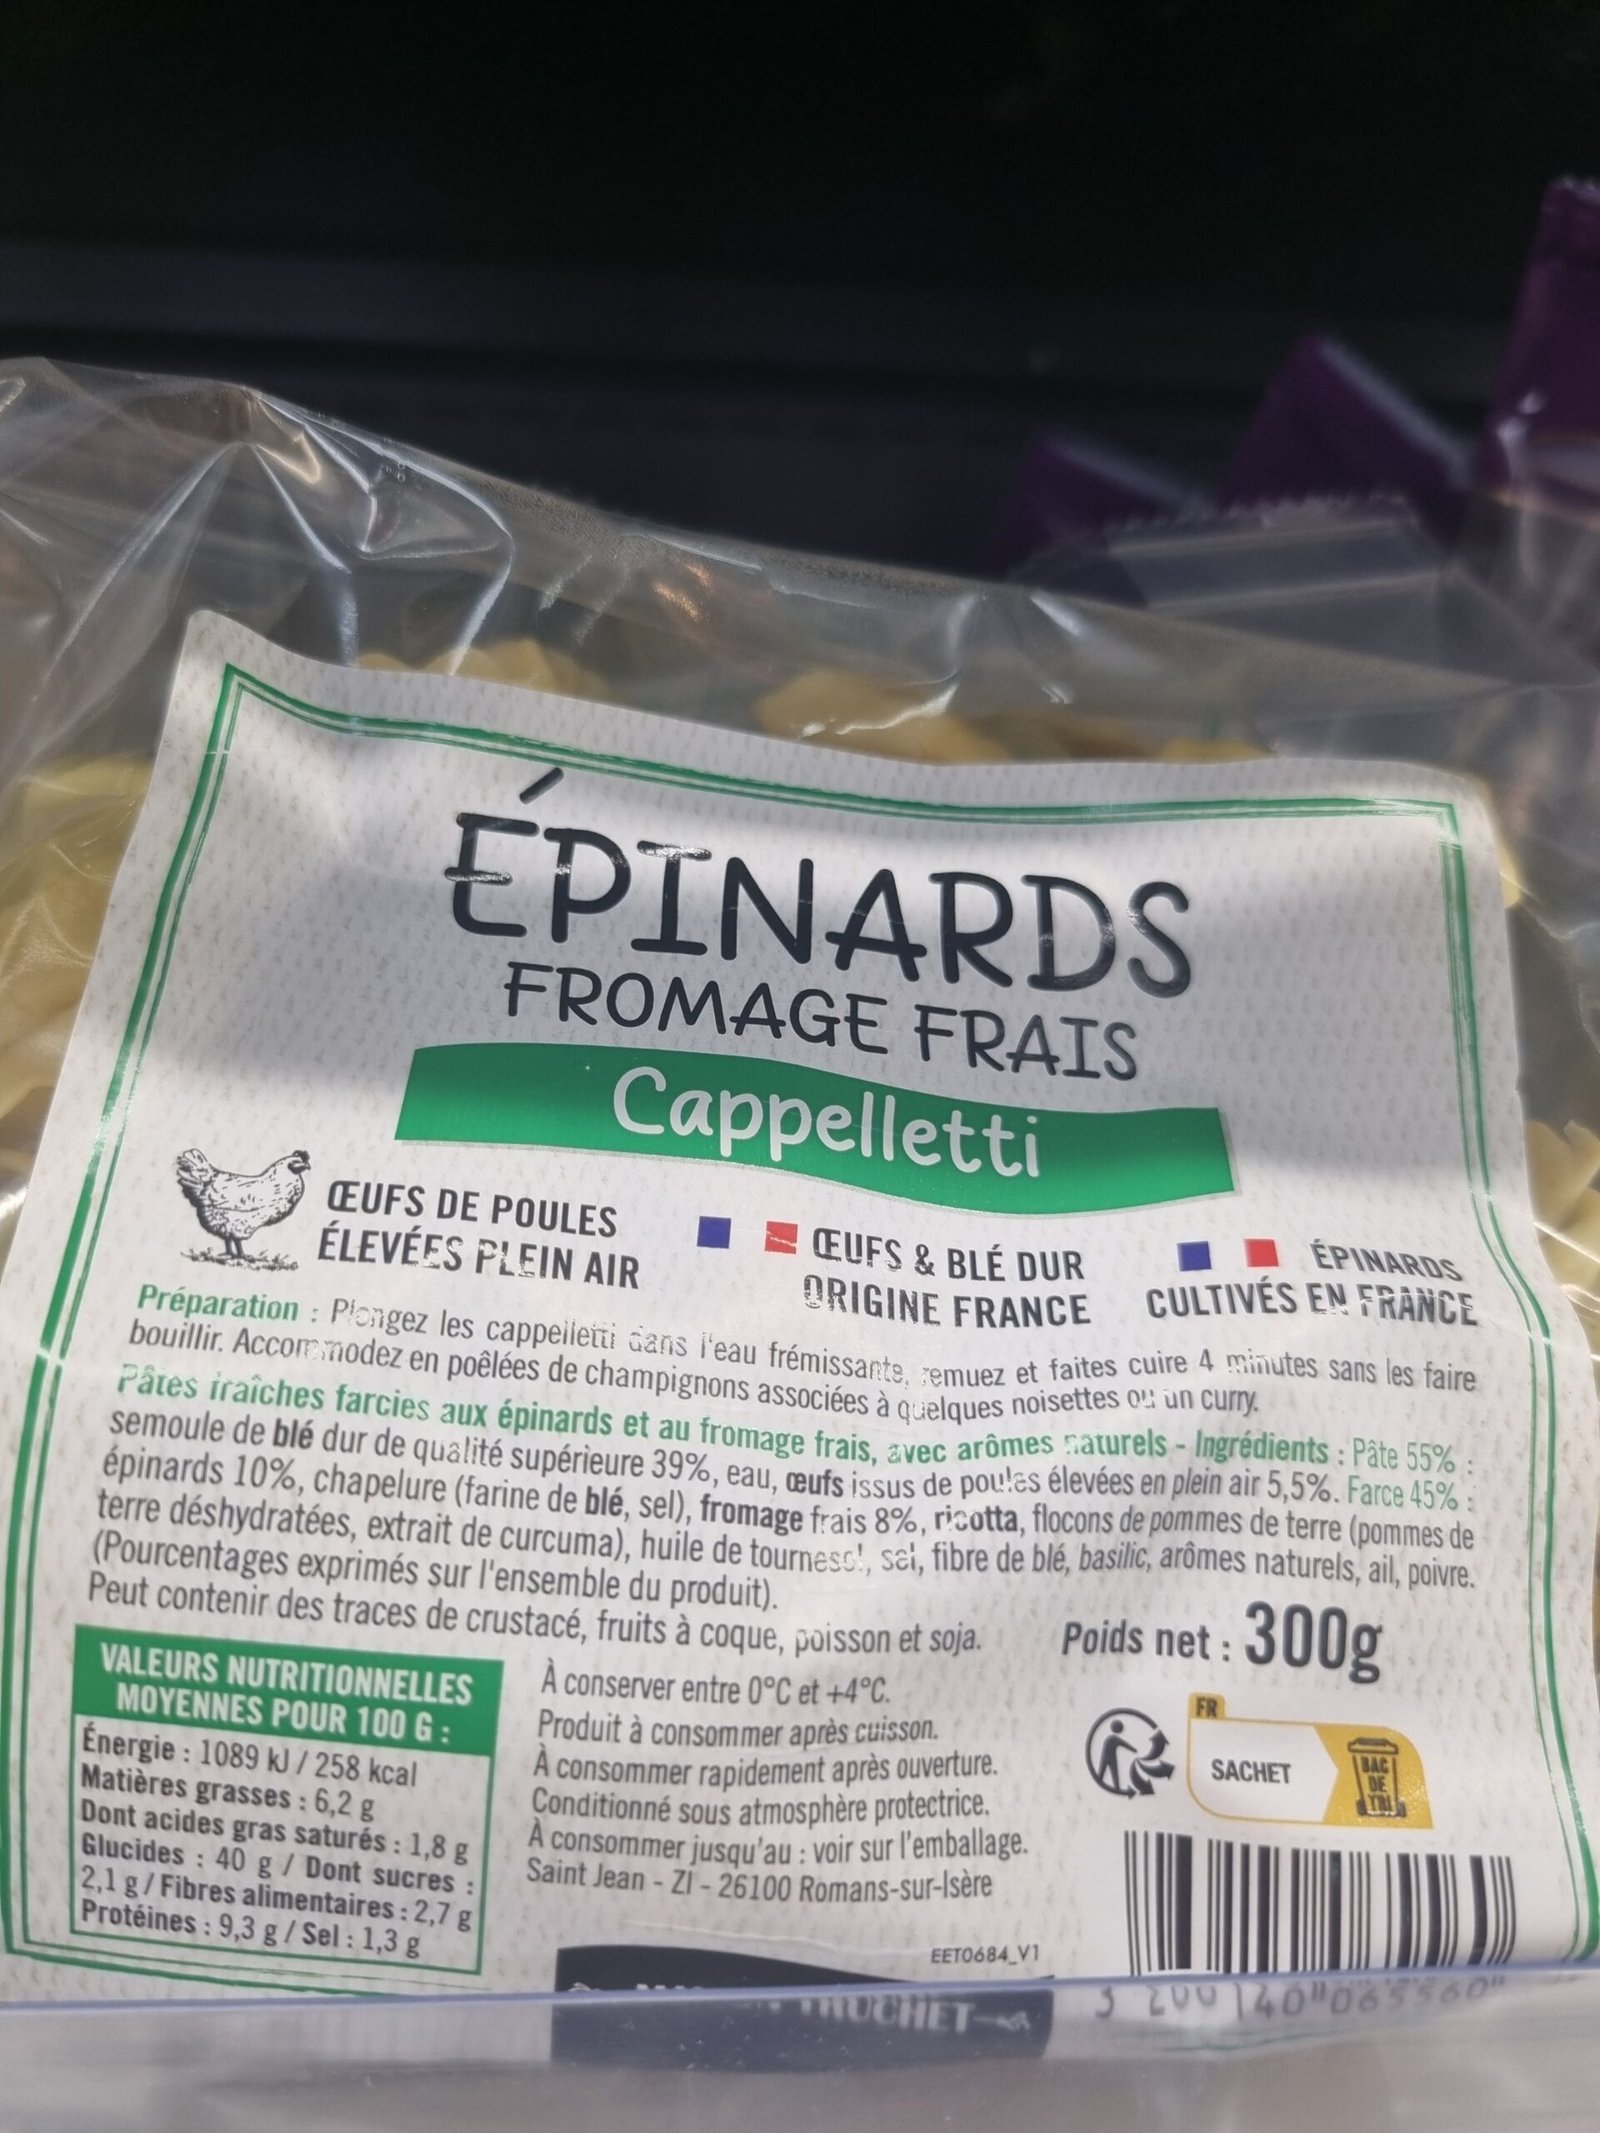 ÉPINARDS
FROMAGE FRAIS
Cappelletti
ŒUFS DE POULES
ÉLEVÉES PLEIN AIR
ŒUFS & BLÉ DUR
ORIGINE FRANCE
ÉPINARDS
CULTIVÉS EN FRANCE
Préparation : Plongez les cappelletti dans l'eau frémissante, remuez et faites cuire 4 minutes sans les faire
bouillir. Accommodez en poêlées de champignons associées à quelques noisettes ou un curry.
Pâtes fraîches farcies aux épinards et au fromage frais, avec arômes naturels - Ingrédients : Pâte 55% :
semoule de blé dur de qualité supérieure 39%, eau, œufs issus de poules élevées en plein air 5,5%. Farce 45% :
épinards 10%, chapelure (farine de blé, sel), fromage frais 8%, ricotta, flocons de pommes de terre (pommes de
terre déshydratées, extrait de curcuma), huile de tournesol, sel, fibre de blé, basilic, arômes naturels, ail, poivre.
(Pourcentages exprimés sur l'ensemble du produit).
Peut contenir des traces de crustacé, fruits à coque, poisson et soja.
Poids net : 300g
VALEURS NUTRITIONNELLES
MOYENNES POUR 100 G :
Énergie : 1089 kJ / 258 kcal
Matières grasses : 6,2 g
Dont acides gras saturés : 1,8 g
Glucides : 40 g / Dont sucres :
2,1 g / Fibres alimentaires : 2,7 g
Protéines : 9,3 g / Sel : 1,3 g
À conserver entre 0°C et +4°C.
Produit à consommer après cuisson.
À consommer rapidement après ouverture.
Conditionné sous atmosphère protectrice.
À consommer jusqu'au : voir sur l'emballage.
Saint Jean - ZI - 26100 Romans-sur-Isère
EET0684_V1
FR
SACHET
BAC
DE
TRI
TRUCHET
3 200140 065560